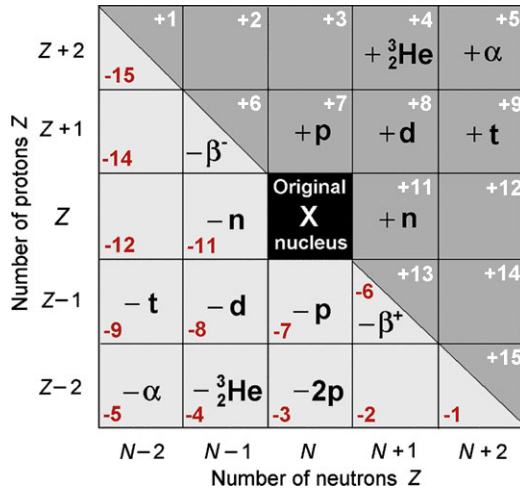 +1 +2 +3 +4 +5
Z+2 + ³₂He + α
-15
+6 +7 +8 +9
Z+1 −β⁻ + p + d + t
-14
Original +11 +12
Z − n X + n
-12 -11 nucleus
+13 +14
Z−1 − t − d − p -6 −β⁺
-9 -8 -7
+15
Z−2 − α − ³₂He −2p
-5 -4 -3 -2 -1
N−2 N−1 N N+1 N+2
Number of neutrons Z
Number of protons Z